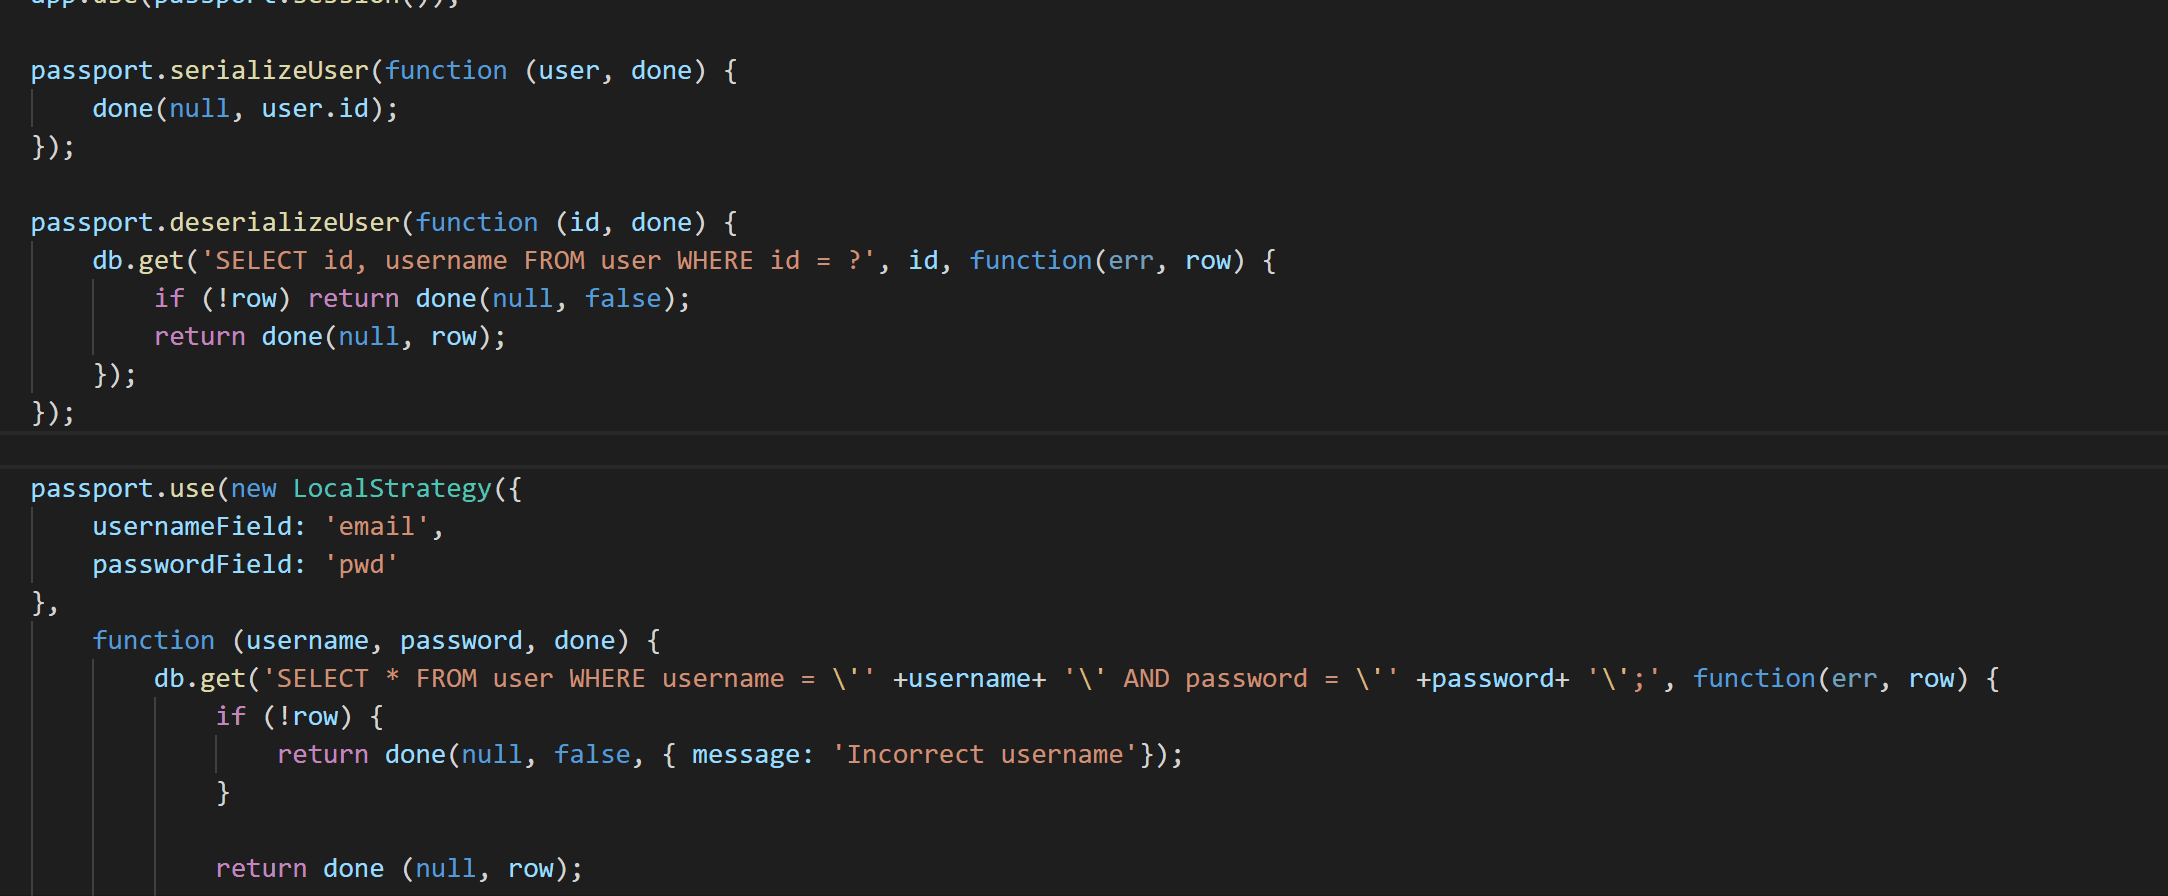 app.use(passport.session());
passport.serializeUser(function (user, done) {
    done(null, user.id);
});
passport.deserializeUser(function (id, done) {
    db.get('SELECT id, username FROM user WHERE id = ?', id, function(err, row) {
        if (!row) return done(null, false);
        return done(null, row);
    });
});
passport.use(new LocalStrategy({
    usernameField: 'email',
    passwordField: 'pwd'
},
    function (username, password, done) {
        db.get('SELECT * FROM user WHERE username = \'' +username+ '\' AND password = \'' +password+ '\';', function(err, row) {
            if (!row) {
                return done(null, false, { message: 'Incorrect username'});
            }
            return done (null, row);